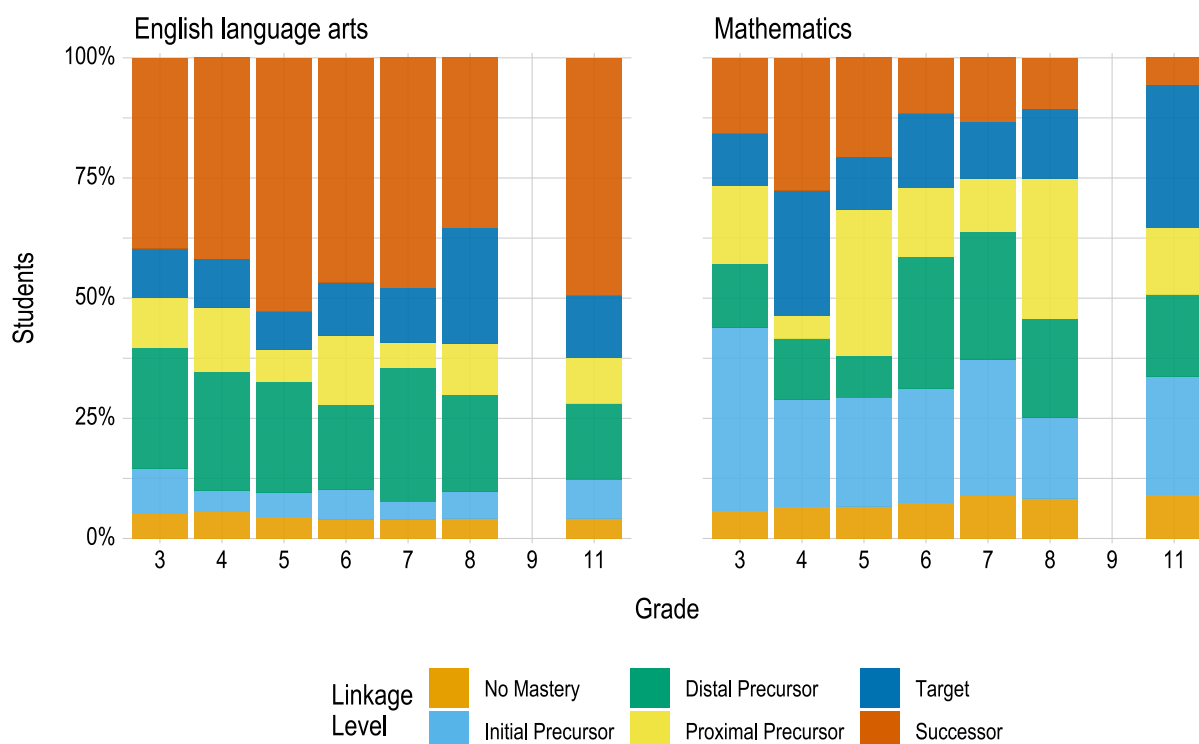 English language arts
Mathematics
100%
75%
50%
25%
0%
Students
3 4 5 6 7 8 9 11
3 4 5 6 7 8 9 11
Grade
Linkage
Level
No Mastery
Distal Precursor
Target
Initial Precursor
Proximal Precursor
Successor